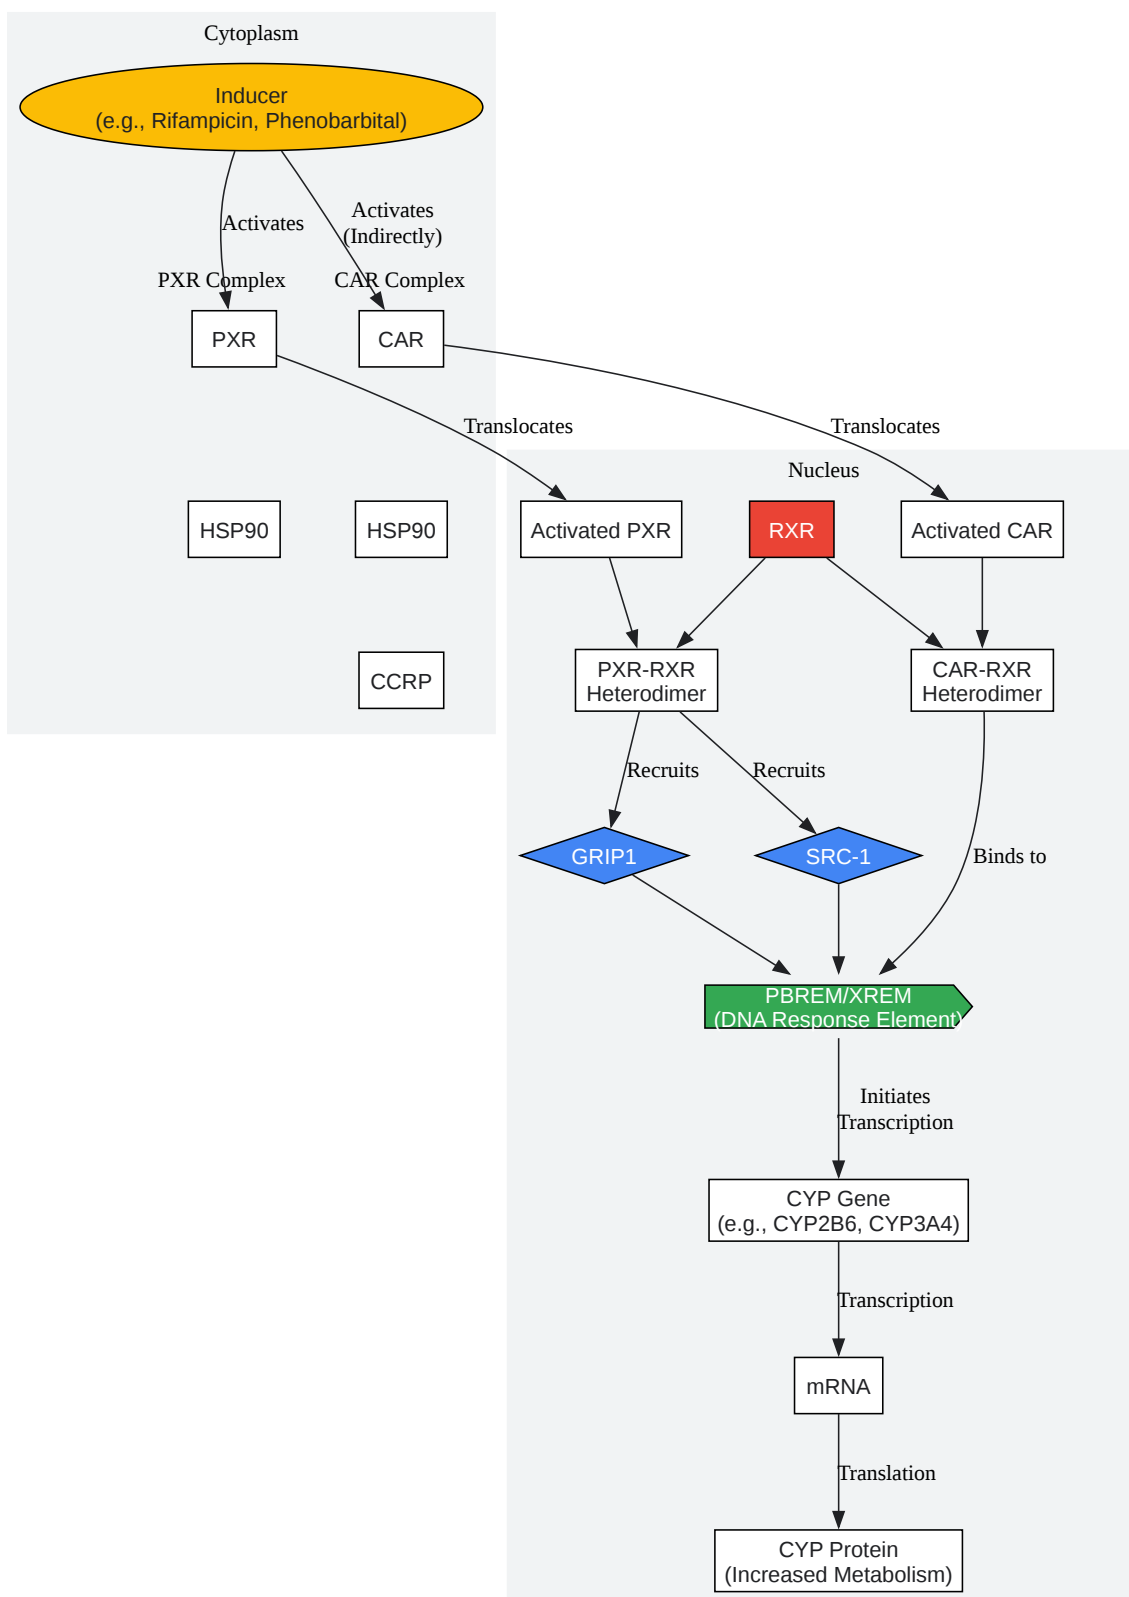 Cytoplasm
Inducer
(e.g., Rifampicin, Phenobarbital)
Activates
Activates
(Indirectly)
PXR Complex
CAR Complex
PXR
CAR
Translocates
Translocates
Nucleus
HSP90
HSP90
Activated PXR
RXR
Activated CAR
CCRP
PXR-RXR
Heterodimer
CAR-RXR
Heterodimer
Recruits
Recruits
GRIP1
SRC-1
Binds to
PBREM/XREM
(DNA Response Element)
Initiates
Transcription
CYP Gene
(e.g., CYP2B6, CYP3A4)
Transcription
mRNA
Translation
CYP Protein
(Increased Metabolism)